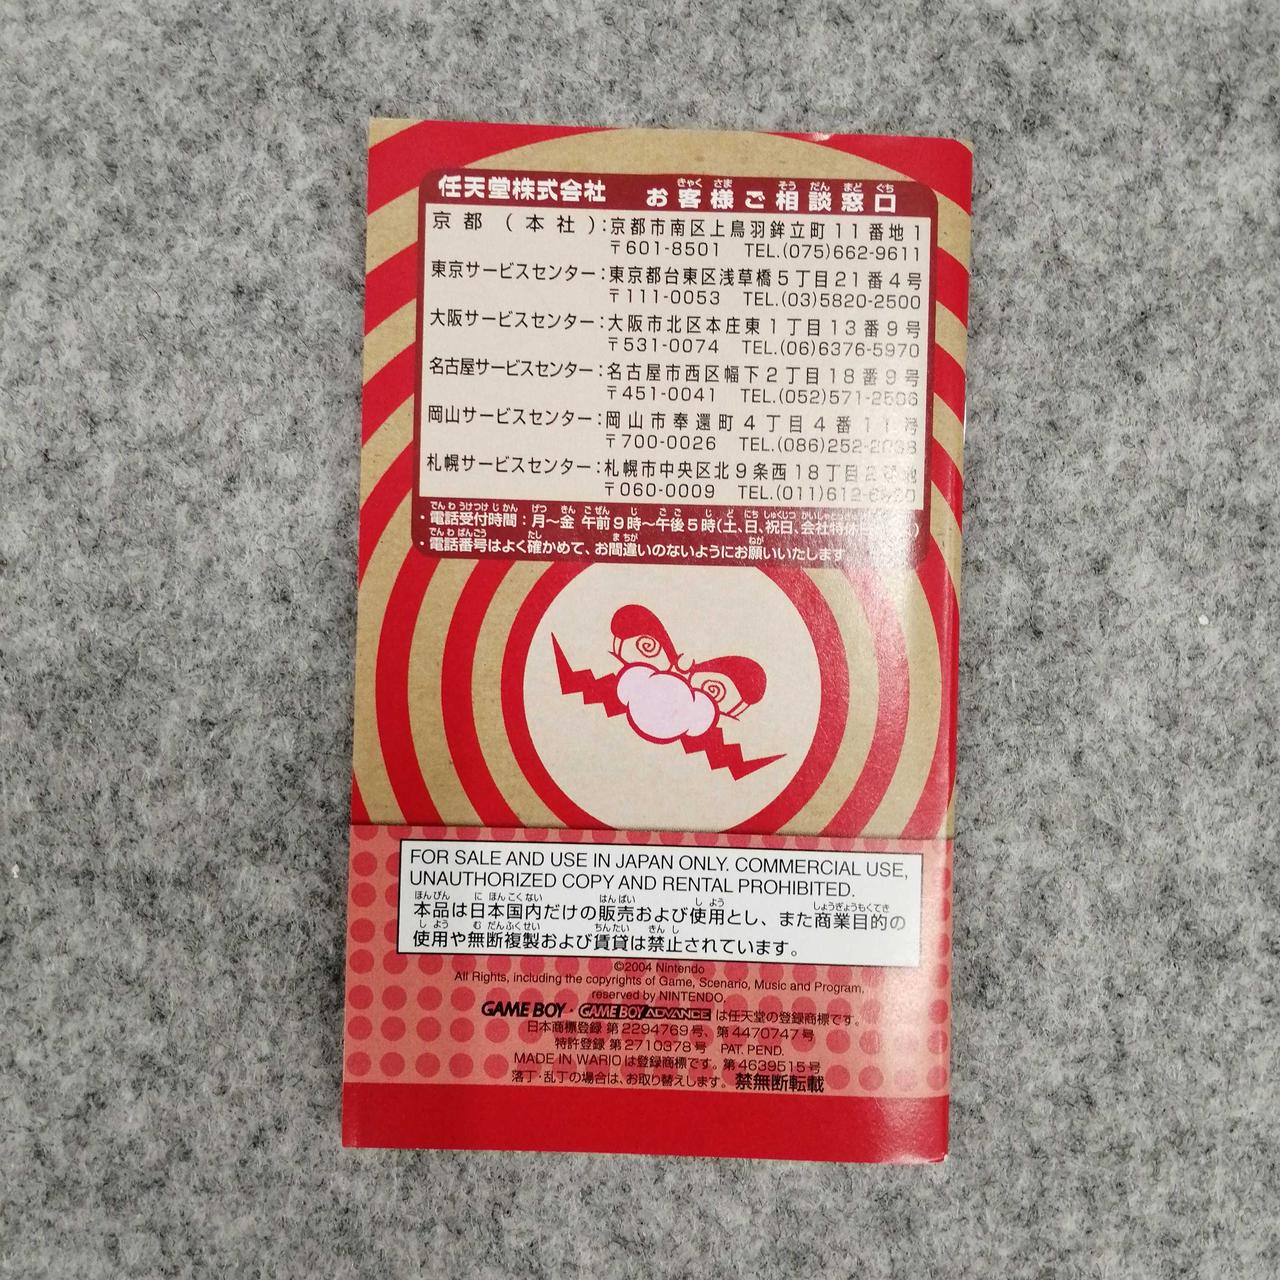 任天堂株式会社 お客様ご相談窓口
京都(本社):京都市南区上鳥羽鉾立町11番地1
〒601-8501 TEL.(075)662-9611
東京サービスセンター:東京都台東区浅草橋5丁目21番4号
〒111-0053 TEL.(03)5820-2500
大阪サービスセンター:大阪市北区本庄東1丁目13番9号
〒531-0074 TEL.(06)6376-5970
名古屋サービスセンター:名古屋市西区幅下2丁目18番9号
〒451-0041 TEL.(052)571-25
岡山サービスセンター:岡山市奉還町4丁目4番11号
〒700-0026 TEL.(086)252-
札幌サービスセンター:札幌市中央区北9条西18丁目
〒060-0009 TEL.(011)612-
・電話受付時間:月〜金 午前9時〜午後5時(土、日、祝日、会社特休
・電話番号はよく確かめて、お間違いのないようにお願いいたします
FOR SALE AND USE IN JAPAN ONLY. COMMERCIAL USE,
UNAUTHORIZED COPY AND RENTAL PROHIBITED.
本品は日本国内だけの販売および使用とし、また商業目的の
使用や無断複製および賃貸は禁止されています。
©2004 Nintendo
All Rights, including the copyrights of Game, Scenario, Music and Program,
reserved by NINTENDO.
GAME BOY・GAME BOY ADVANCE は任天堂の登録商標です。
日本商標登録 第2294769号、第4470747号
特許登録 第2710378号 PAT. PEND.
MADE IN WARIOは登録商標です。第4639515号
落丁・乱丁の場合は、お取り替えします。禁無断転載